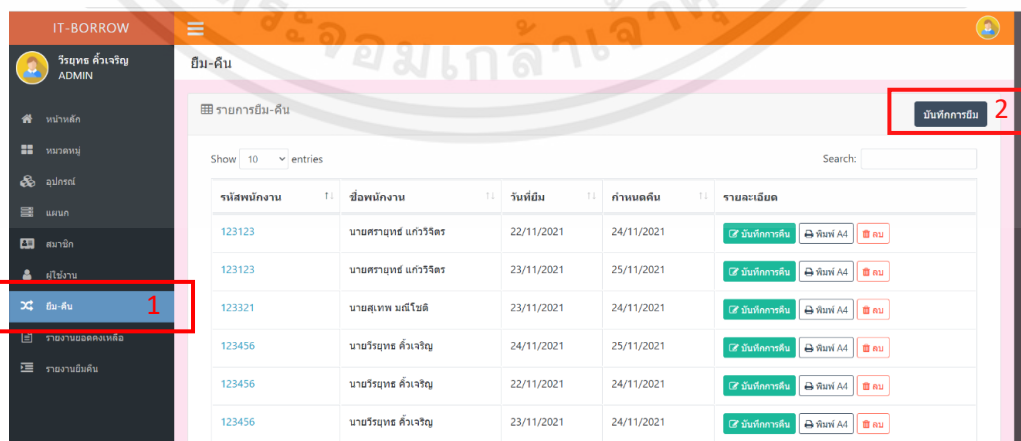 ระจอมเกล้าเจ้าคุ
IT-BORROW
วีรยุทธ คิ้วเจริญ
ADMIN
หน้าหลัก
หมวดหมู่
อุปกรณ์
แผนก
สมาชิก
ผู้ใช้งาน
ยืม-คืน 1
รายงานยอดคงเหลือ
รายงานยืมคืน
ยืม-คืน
รายการยืม-คืน
บันทึกการยืม 2
Show 10 entries Search:
รหัสพนักงาน ชื่อพนักงาน วันที่ยืม กำหนดคืน รายละเอียด
123123 นายศรายุทธ์ แก้ววิจิตร 22/11/2021 24/11/2021 บันทึกการคืน พิมพ์ A4 ลบ
123123 นายศรายุทธ์ แก้ววิจิตร 23/11/2021 25/11/2021 บันทึกการคืน พิมพ์ A4 ลบ
123321 นายสุเทพ มณีโชติ 23/11/2021 24/11/2021 บันทึกการคืน พิมพ์ A4 ลบ
123456 นายวีรยุทธ คิ้วเจริญ 24/11/2021 25/11/2021 บันทึกการคืน พิมพ์ A4 ลบ
123456 นายวีรยุทธ คิ้วเจริญ 22/11/2021 24/11/2021 บันทึกการคืน พิมพ์ A4 ลบ
123456 นายวีรยุทธ คิ้วเจริญ 23/11/2021 24/11/2021 บันทึกการคืน พิมพ์ A4 ลบ